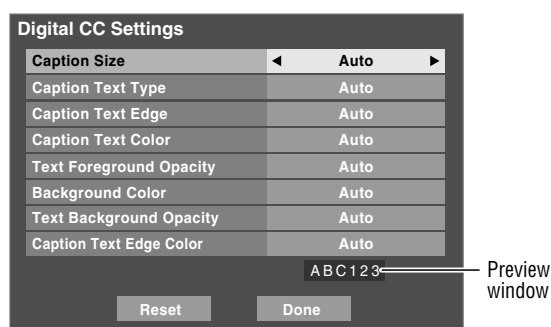 Digital CC Settings
Caption Size ◀ Auto ▶
Caption Text Type Auto
Caption Text Edge Auto
Caption Text Color Auto
Text Foreground Opacity Auto
Background Color Auto
Text Background Opacity Auto
Caption Text Edge Color Auto
ABC123
Preview
window
Reset Done